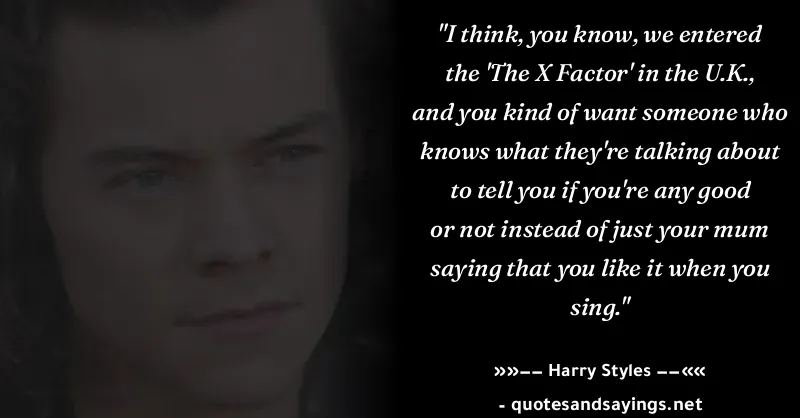 "I think, you know, we entered
the 'The X Factor' in the U.K.,
and you kind of want someone who
knows what they're talking about
to tell you if you're any good
or not instead of just your mum
saying that you like it when you
sing."
»»–– Harry Styles ––««
- quotesandsayings.net